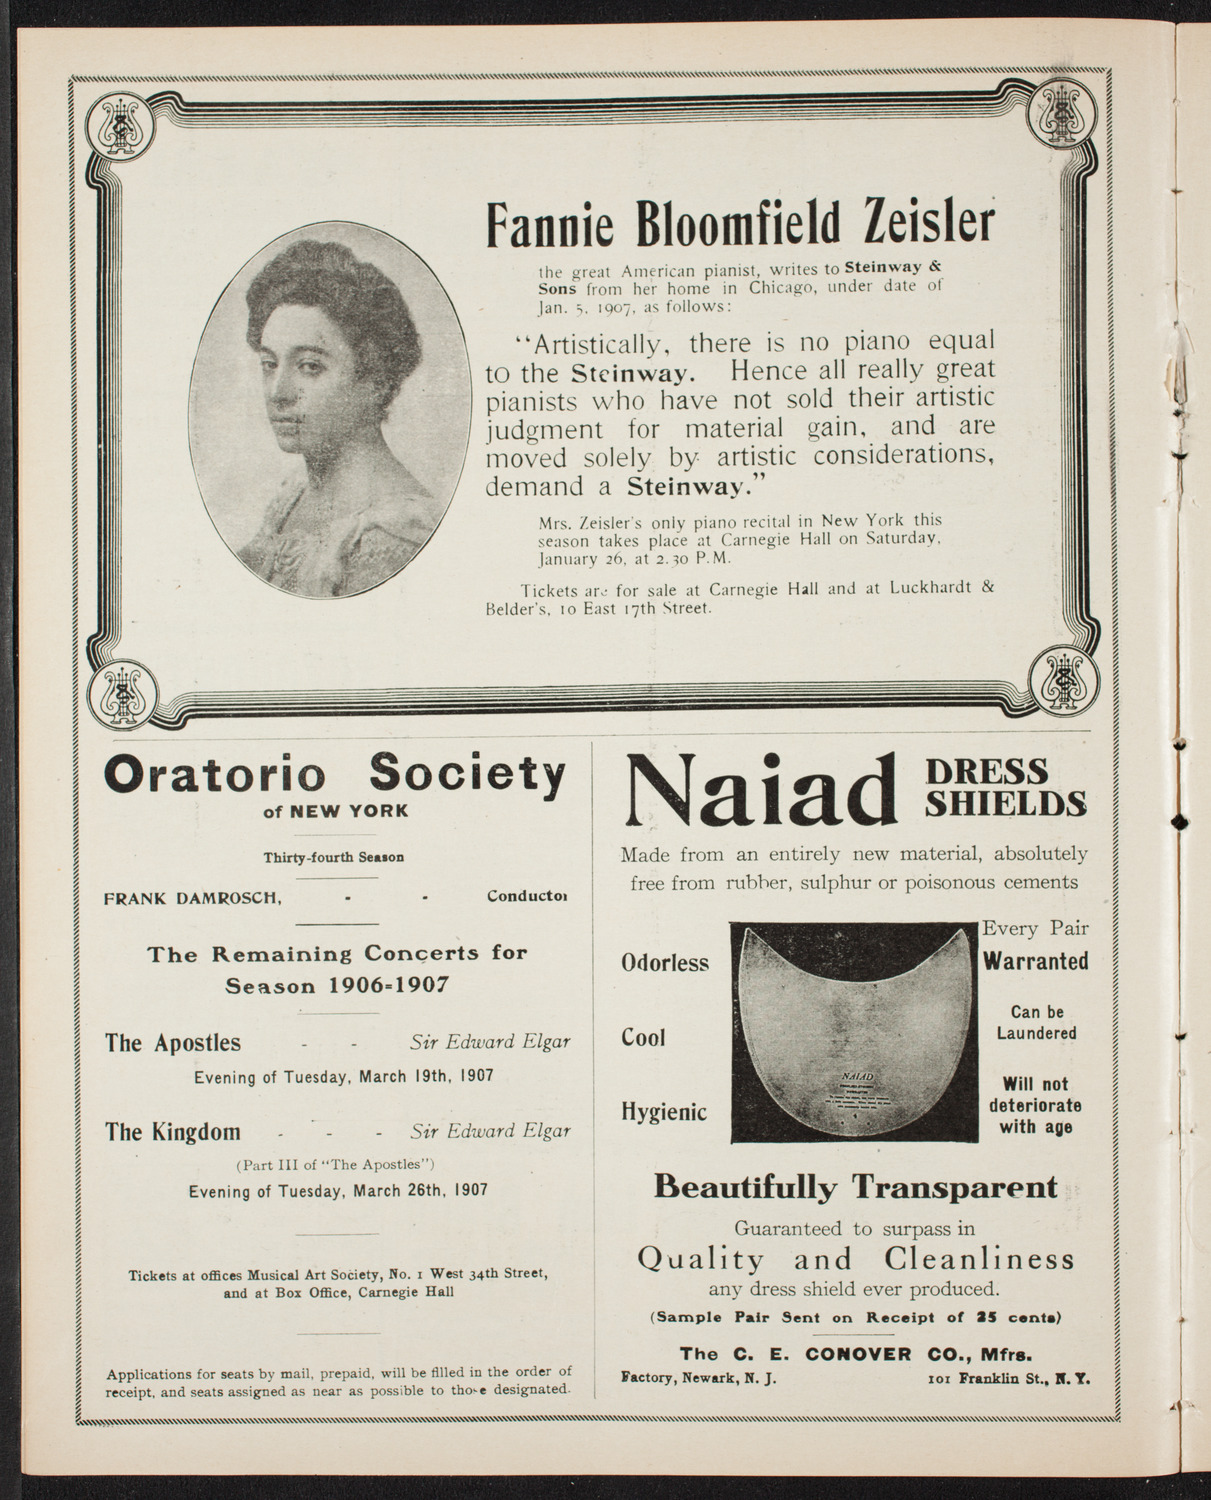 Fannie Bloomfield Zeisler
the great American pianist, writes to Steinway &
Sons from her home in Chicago, under date of
Jan. 5, 1907, as follows:
“Artistically, there is no piano equal
to the Steinway. Hence all really great
pianists who have not sold their artistic
judgment for material gain, and are
moved solely by artistic considerations,
demand a Steinway.”
Mrs. Zeisler's only piano recital in New York this
season takes place at Carnegie Hall on Saturday,
January 26, at 2.30 P.M.
Tickets are for sale at Carnegie Hall and at Luckhardt &
Belder's, 10 East 17th Street.
Oratorio Society
of NEW YORK
Thirty-fourth Season
FRANK DAMROSCH, - - Conductor
The Remaining Concerts for
Season 1906-1907
The Apostles - - Sir Edward Elgar
Evening of Tuesday, March 19th, 1907
The Kingdom - - - Sir Edward Elgar
(Part III of “The Apostles”)
Evening of Tuesday, March 26th, 1907
Tickets at offices Musical Art Society, No. 1 West 34th Street,
and at Box Office, Carnegie Hall
Applications for seats by mail, prepaid, will be filled in the order of
receipt, and seats assigned as near as possible to those designated.
Naiad DRESS
SHIELDS
Made from an entirely new material, absolutely
free from rubber, sulphur or poisonous cements
Odorless
Cool
Hygienic
NAIAD
Every Pair
Warranted
Can be
Laundered
Will not
deteriorate
with age
Beautifully Transparent
Guaranteed to surpass in
Quality and Cleanliness
any dress shield ever produced.
(Sample Pair Sent on Receipt of 25 cents)
The C. E. CONOVER CO., Mfrs.
Factory, Newark, N. J. 101 Franklin St., N. Y.